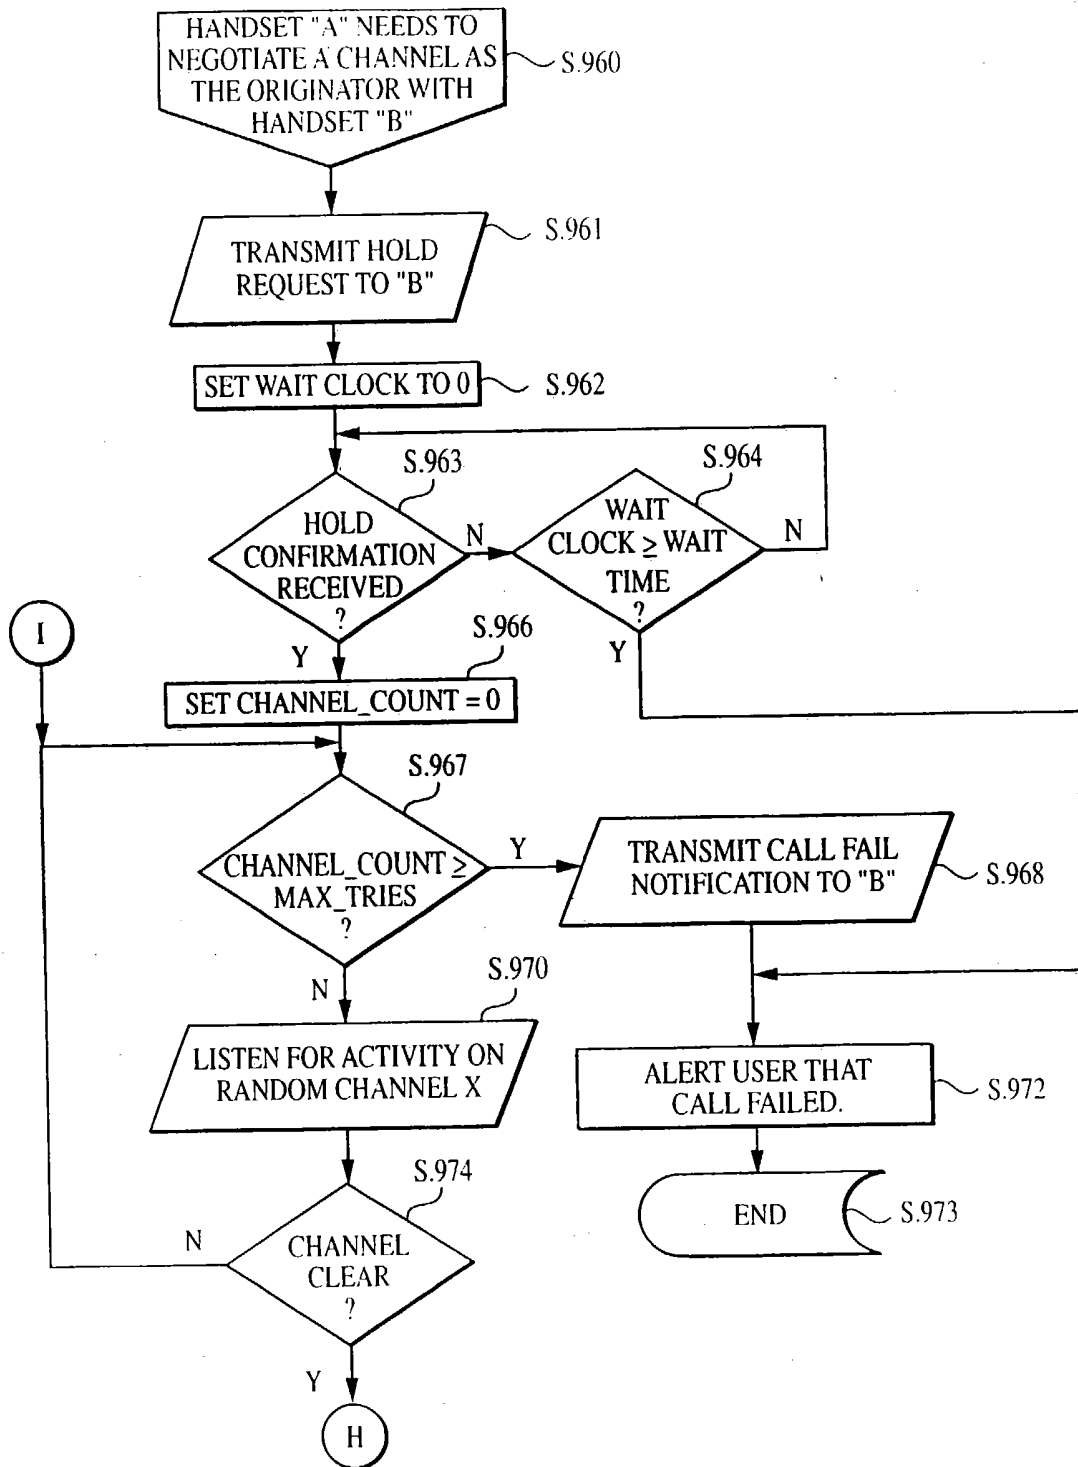 HANDSET "A" NEEDS TO
NEGOTIATE A CHANNEL AS
THE ORIGINATOR WITH
HANDSET "B"
S.960
TRANSMIT HOLD
REQUEST TO "B"
S.961
SET WAIT CLOCK TO 0
S.962
S.963
HOLD
CONFIRMATION
RECEIVED
?
N
Y
S.964
WAIT
CLOCK ≥ WAIT
TIME
?
N
Y
I
S.966
SET CHANNEL_COUNT = 0
S.967
CHANNEL_COUNT ≥
MAX_TRIES
?
Y
N
TRANSMIT CALL FAIL
NOTIFICATION TO "B"
S.968
S.970
LISTEN FOR ACTIVITY ON
RANDOM CHANNEL X
ALERT USER THAT
CALL FAILED.
S.972
S.974
CHANNEL
CLEAR
?
N
Y
END
S.973
H